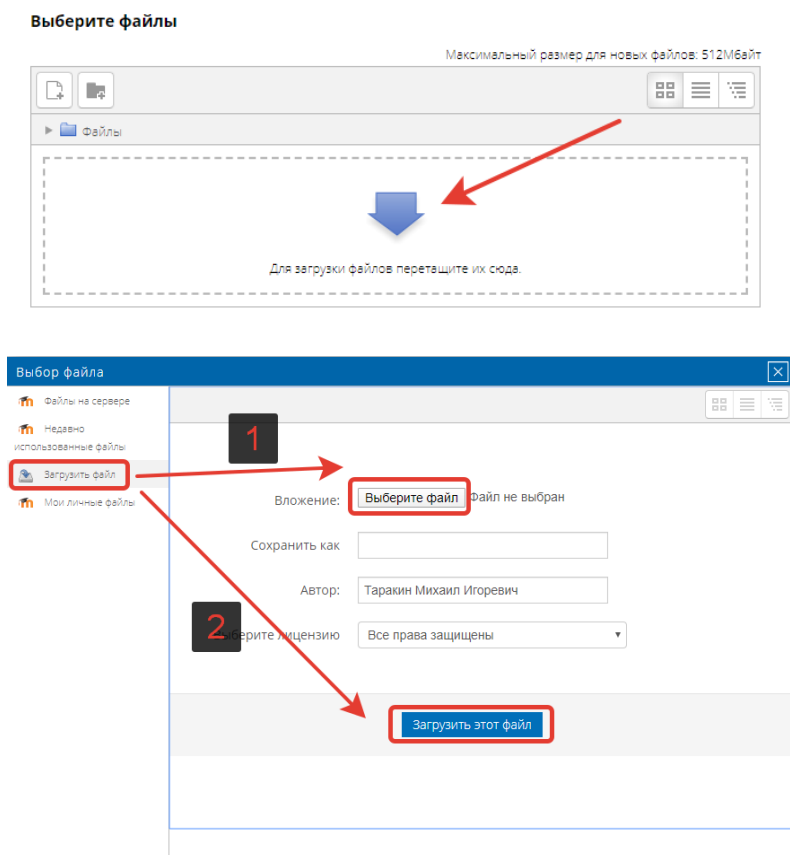 Выберите файлы
Максимальный размер для новых файлов: 512Мбайт
Файлы
Для загрузки файлов перетащите их сюда.
Выбор файла
Файлы на сервере
Недавно
использованные файлы
Загрузить файл
Мои личные файлы
1
Вложение: Выберите файл Файл не выбран
Сохранить как
Автор: Таракин Михаил Игоревич
2
лицензию Все права защищены
Загрузить этот файл